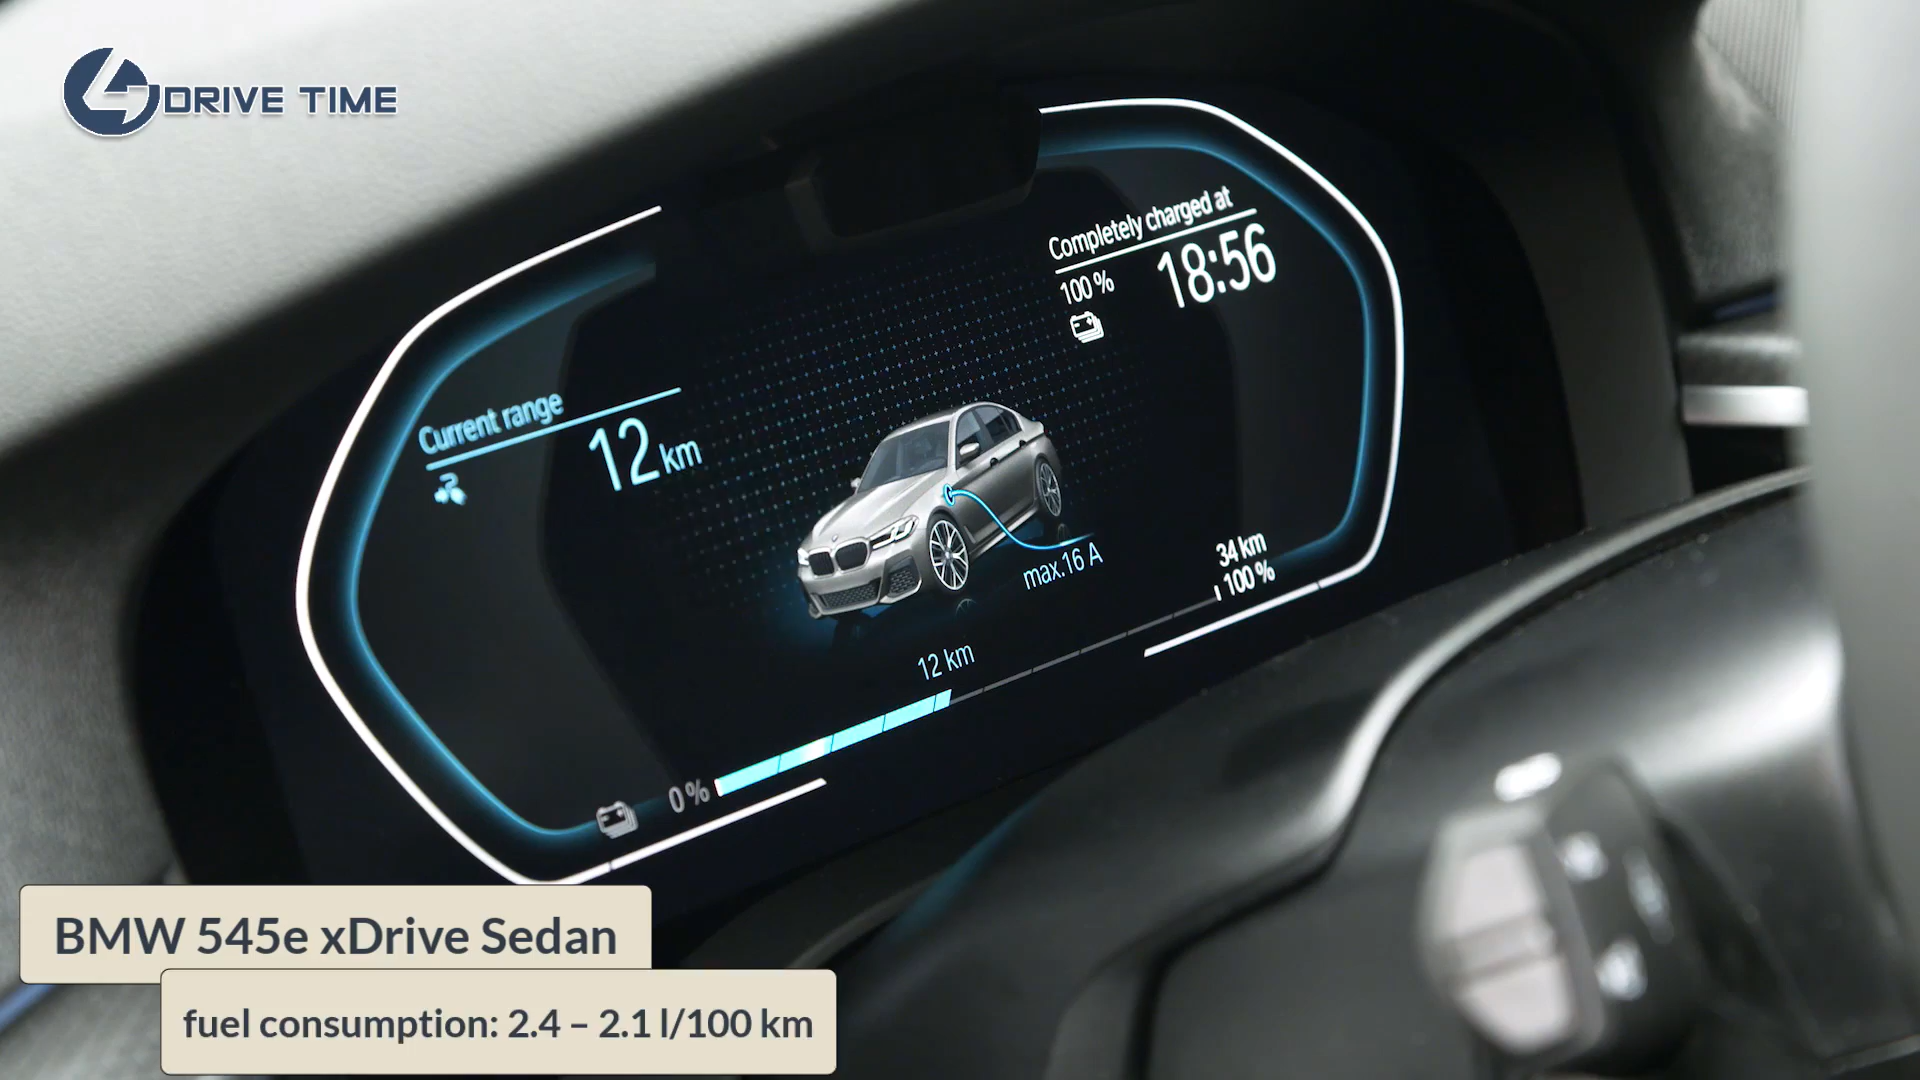 DRIVE TIME
Completely charged at
100 %
18:56
Current range
12 km
max.16 A
34 km
100 %
12 km
0 %
BMW 545e xDrive Sedan
fuel consumption: 2.4 – 2.1 l/100 km